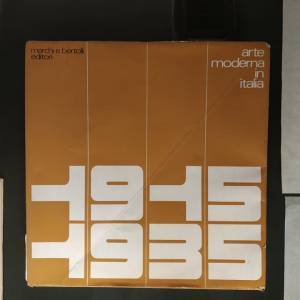 marchi e bertolli
editori
arte
moderna
in
italia
1915
1935